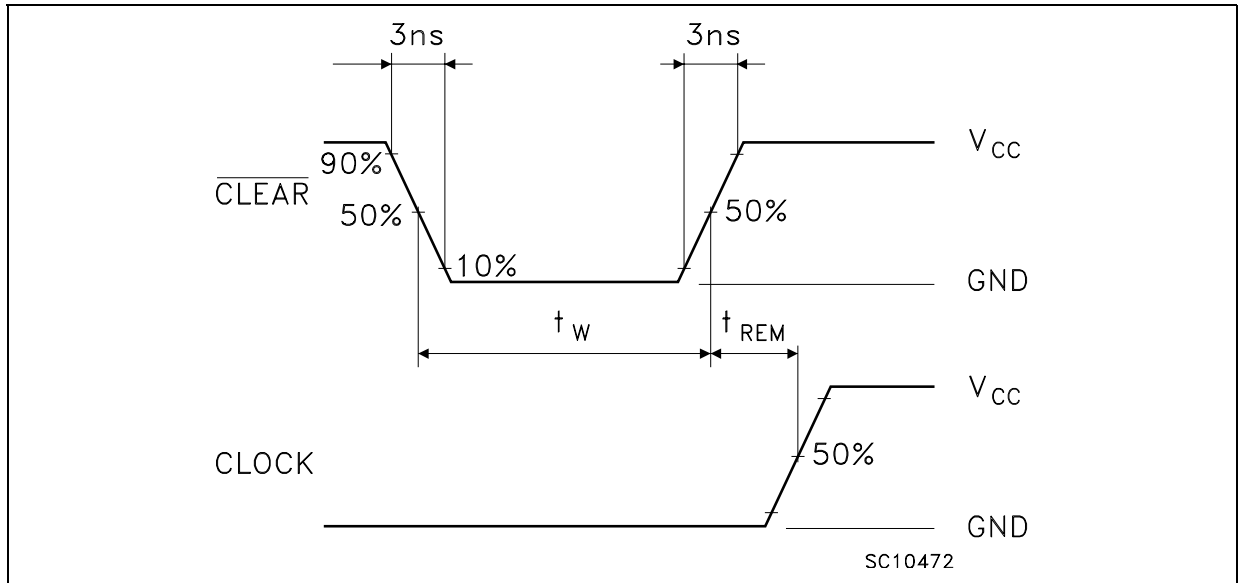 3ns 3ns
90% V CC
CLEAR
50% 50%
10% GND
t W t REM
V CC
CLOCK 50%
GND
SC10472